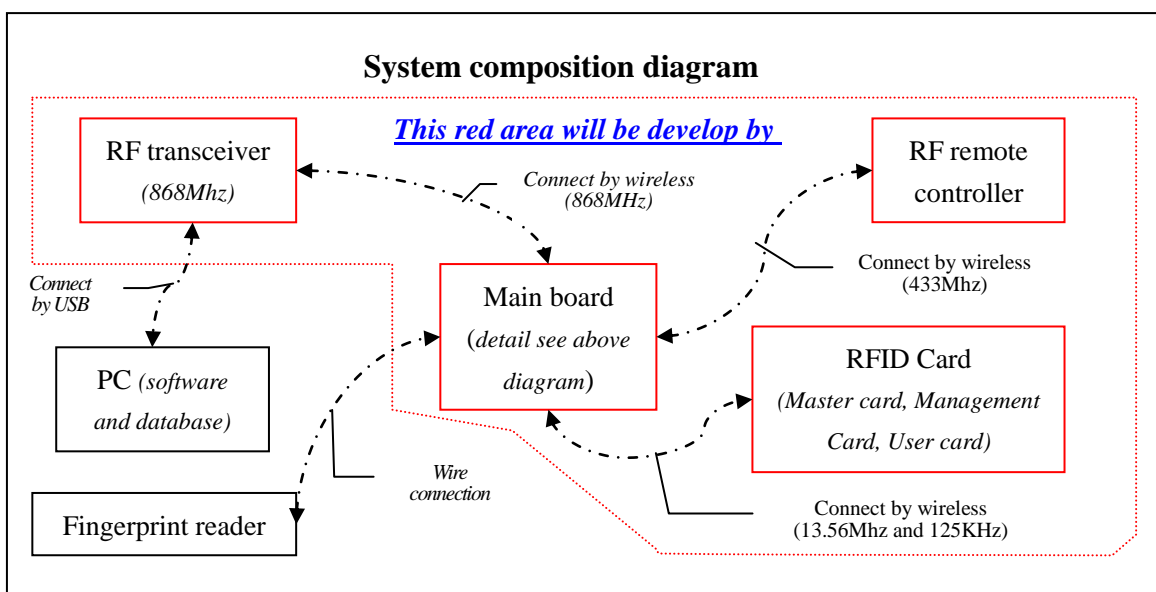 System composition diagram
This red area will be develop by
RF transceiver
(868Mhz)
Connect by wireless
(868MHz)
RF remote
controller
Connect
by USB
Main board
(detail see above
diagram)
Connect by wireless
(433Mhz)
PC (software
and database)
RFID Card
(Master card, Management
Card, User card)
Wire
connection
Fingerprint reader
Connect by wireless
(13.56Mhz and 125KHz)